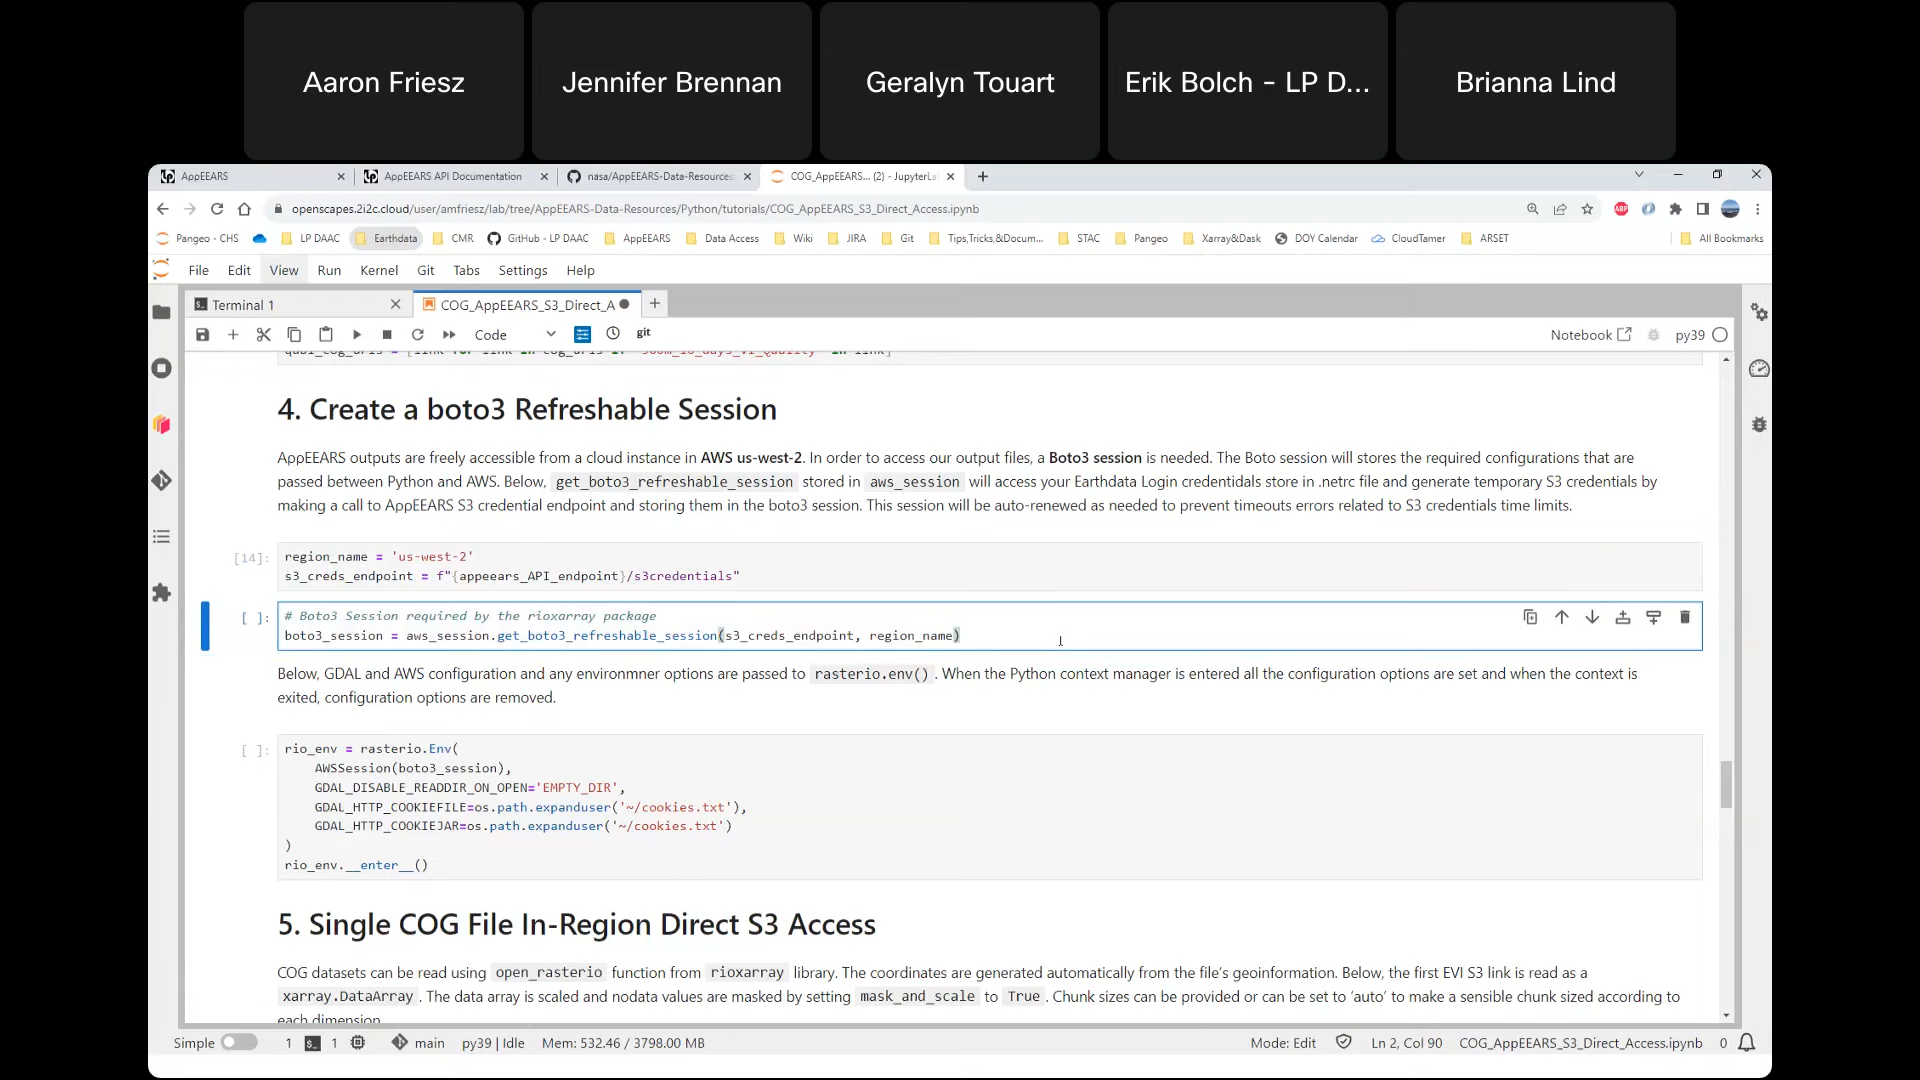 Aaron Friesz
Jennifer Brennan
Geralyn Touart
Erik Bolch - LP D...
Brianna Lind
AppEEARS
AppEEARS API Documentation
nasa/AppEEARS-Data-Resources
COG_AppEEARS... (2) - JupyterLa
openscapes.2i2c.cloud/user/amfriesz/lab/tree/AppEEARS-Data-Resources/Python/tutorials/COG_AppEEARS_S3_Direct_Access.ipynb
ABP
Pangeo - CHS
LP DAAC
Earthdata
CMR
GitHub - LP DAAC
AppEEARS
Data Access
Wiki
JIRA
Git
Tips,Tricks,&Docum...
STAC
Pangeo
Xarray&Dask
DOY Calendar
CloudTamer
ARSET
All Bookmarks
File Edit View Run Kernel Git Tabs Settings Help
Terminal 1
COG_AppEEARS_S3_Direct_A
Code
git
Notebook
py39
4. Create a boto3 Refreshable Session
AppEEARS outputs are freely accessible from a cloud instance in AWS us-west-2. In order to access our output files, a Boto3 session is needed. The Boto session will stores the required configurations that are
passed between Python and AWS. Below, get_boto3_refreshable_session stored in aws_session will access your Earthdata Login credentidals store in .netrc file and generate temporary S3 credentials by
making a call to AppEEARS S3 credential endpoint and storing them in the boto3 session. This session will be auto-renewed as needed to prevent timeouts errors related to S3 credentials time limits.
[14]:
region_name = 'us-west-2'
s3_creds_endpoint = f"{appeears_API_endpoint}/s3credentials"
[ ]:
# Boto3 Session required by the rioxarray package
boto3_session = aws_session.get_boto3_refreshable_session(s3_creds_endpoint, region_name)
Below, GDAL and AWS configuration and any environmner options are passed to rasterio.env() . When the Python context manager is entered all the configuration options are set and when the context is
exited, configuration options are removed.
[ ]:
rio_env = rasterio.Env(
AWSSession(boto3_session),
GDAL_DISABLE_READDIR_ON_OPEN='EMPTY_DIR',
GDAL_HTTP_COOKIEFILE=os.path.expanduser('~/cookies.txt'),
GDAL_HTTP_COOKIEJAR=os.path.expanduser('~/cookies.txt')
)
rio_env.__enter__()
5. Single COG File In-Region Direct S3 Access
COG datasets can be read using open_rasterio function from rioxarray library. The coordinates are generated automatically from the file's geoinformation. Below, the first EVI S3 link is read as a
xarray.DataArray . The data array is scaled and nodata values are masked by setting mask_and_scale to True . Chunk sizes can be provided or can be set to 'auto' to make a sensible chunk sized according to
each dimension
Simple
1
1
main
py39 | Idle
Mem: 532.46 / 3798.00 MB
Mode: Edit
Ln 2, Col 90
COG_AppEEARS_S3_Direct_Access.ipynb
0